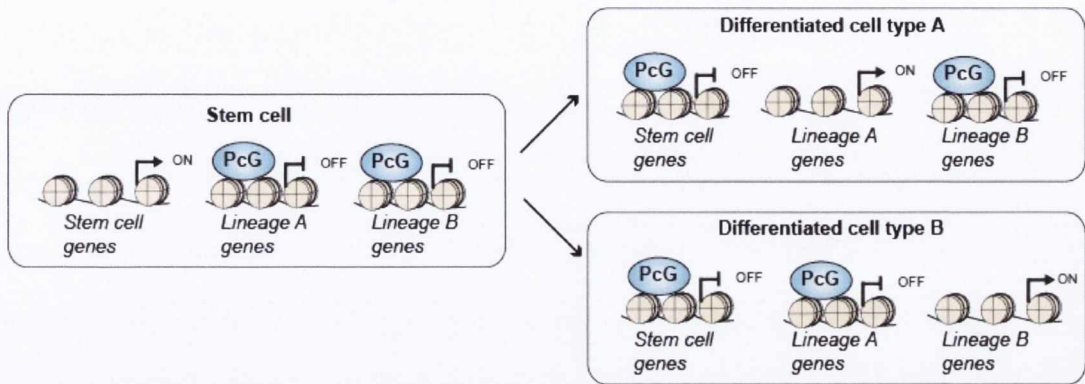 Differentiated cell type A
PcG
OFF
ON
PcG
OFF
Stem cell
genes
Lineage A
genes
Lineage B
genes
Stem cell
ON
PcG
OFF
PcG
OFF
Stem cell
genes
Lineage A
genes
Lineage B
genes
Differentiated cell type B
PcG
OFF
PcG
OFF
ON
Stem cell
genes
Lineage A
genes
Lineage B
genes